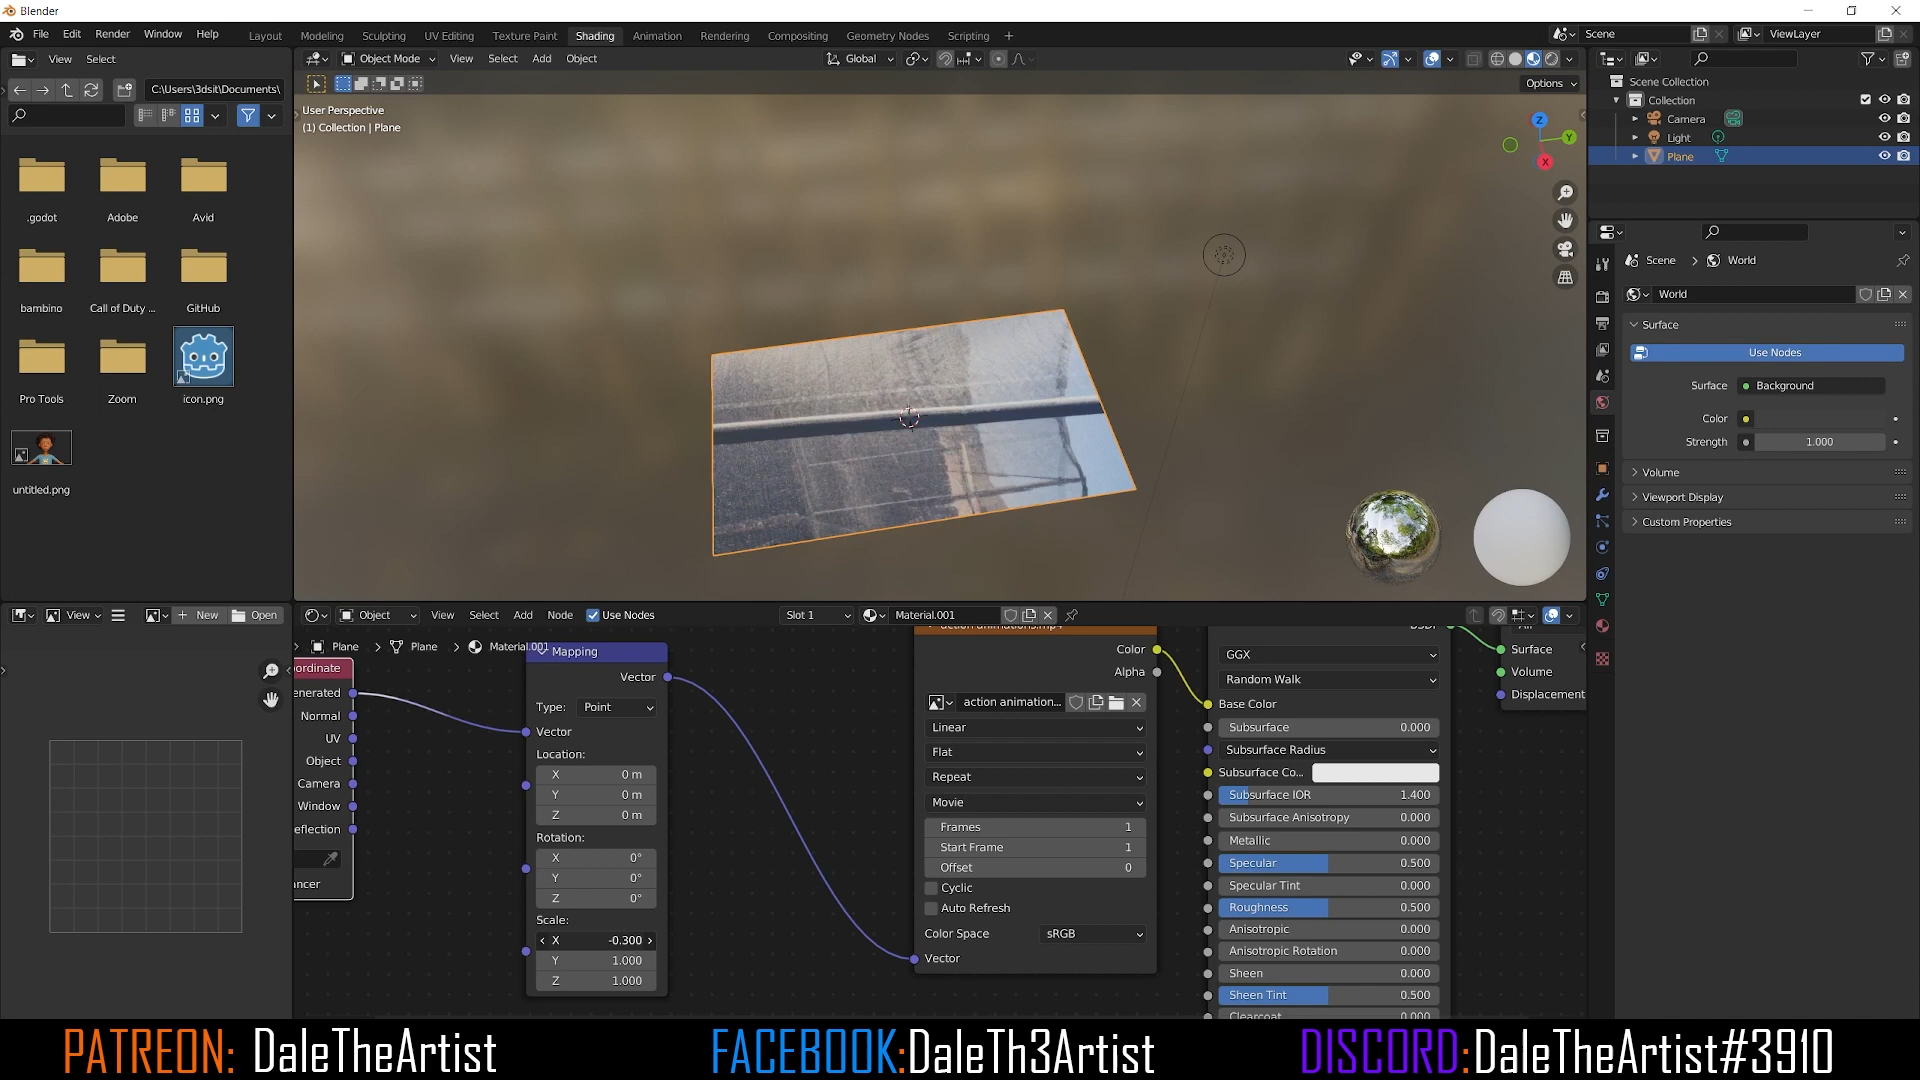 Blender
File Edit Render Window Help
Layout Modeling Sculpting UV Editing Texture Paint Shading Animation Rendering Compositing Geometry Nodes Scripting
Scene
ViewLayer
View Select
Object Mode
View Select Add Object
Global
C:\Users\3dsit\Documents\
Options
User Perspective
(1) Collection | Plane
Z
Y
X
Scene Collection
Collection
Camera
Light
Plane
.godot Adobe Avid
bambino Call of Duty ... GitHub
Pro Tools Zoom icon.png
untitled.png
Scene > World
World
Surface
Use Nodes
Surface Background
Color
Strength 1.000
Volume
Viewport Display
Custom Properties
View New Open
Object View Select Add Node Use Nodes Slot 1 Material.001
Plane > Plane > Material.001
oordinate
enerated
Normal
UV
Object
Camera
Window
eflection
ancer
Mapping
Vector
Type: Point
Vector
Location:
X 0 m
Y 0 m
Z 0 m
Rotation:
X 0°
Y 0°
Z 0°
Scale:
X -0.300
Y 1.000
Z 1.000
Color
Alpha
action animation...
Linear
Flat
Repeat
Movie
Frames 1
Start Frame 1
Offset 0
Cyclic
Auto Refresh
Color Space sRGB
Vector
GGX
Random Walk
Base Color
Subsurface 0.000
Subsurface Radius
Subsurface Co...
Subsurface IOR 1.400
Subsurface Anisotropy 0.000
Metallic 0.000
Specular 0.500
Specular Tint 0.000
Roughness 0.500
Anisotropic 0.000
Anisotropic Rotation 0.000
Sheen 0.000
Sheen Tint 0.500
Clearcoat 0.000
Surface
Volume
Displacement
PATREON: DaleTheArtist FACEBOOK:DaleTh3Artist DISCORD:DaleTheArtist#3910